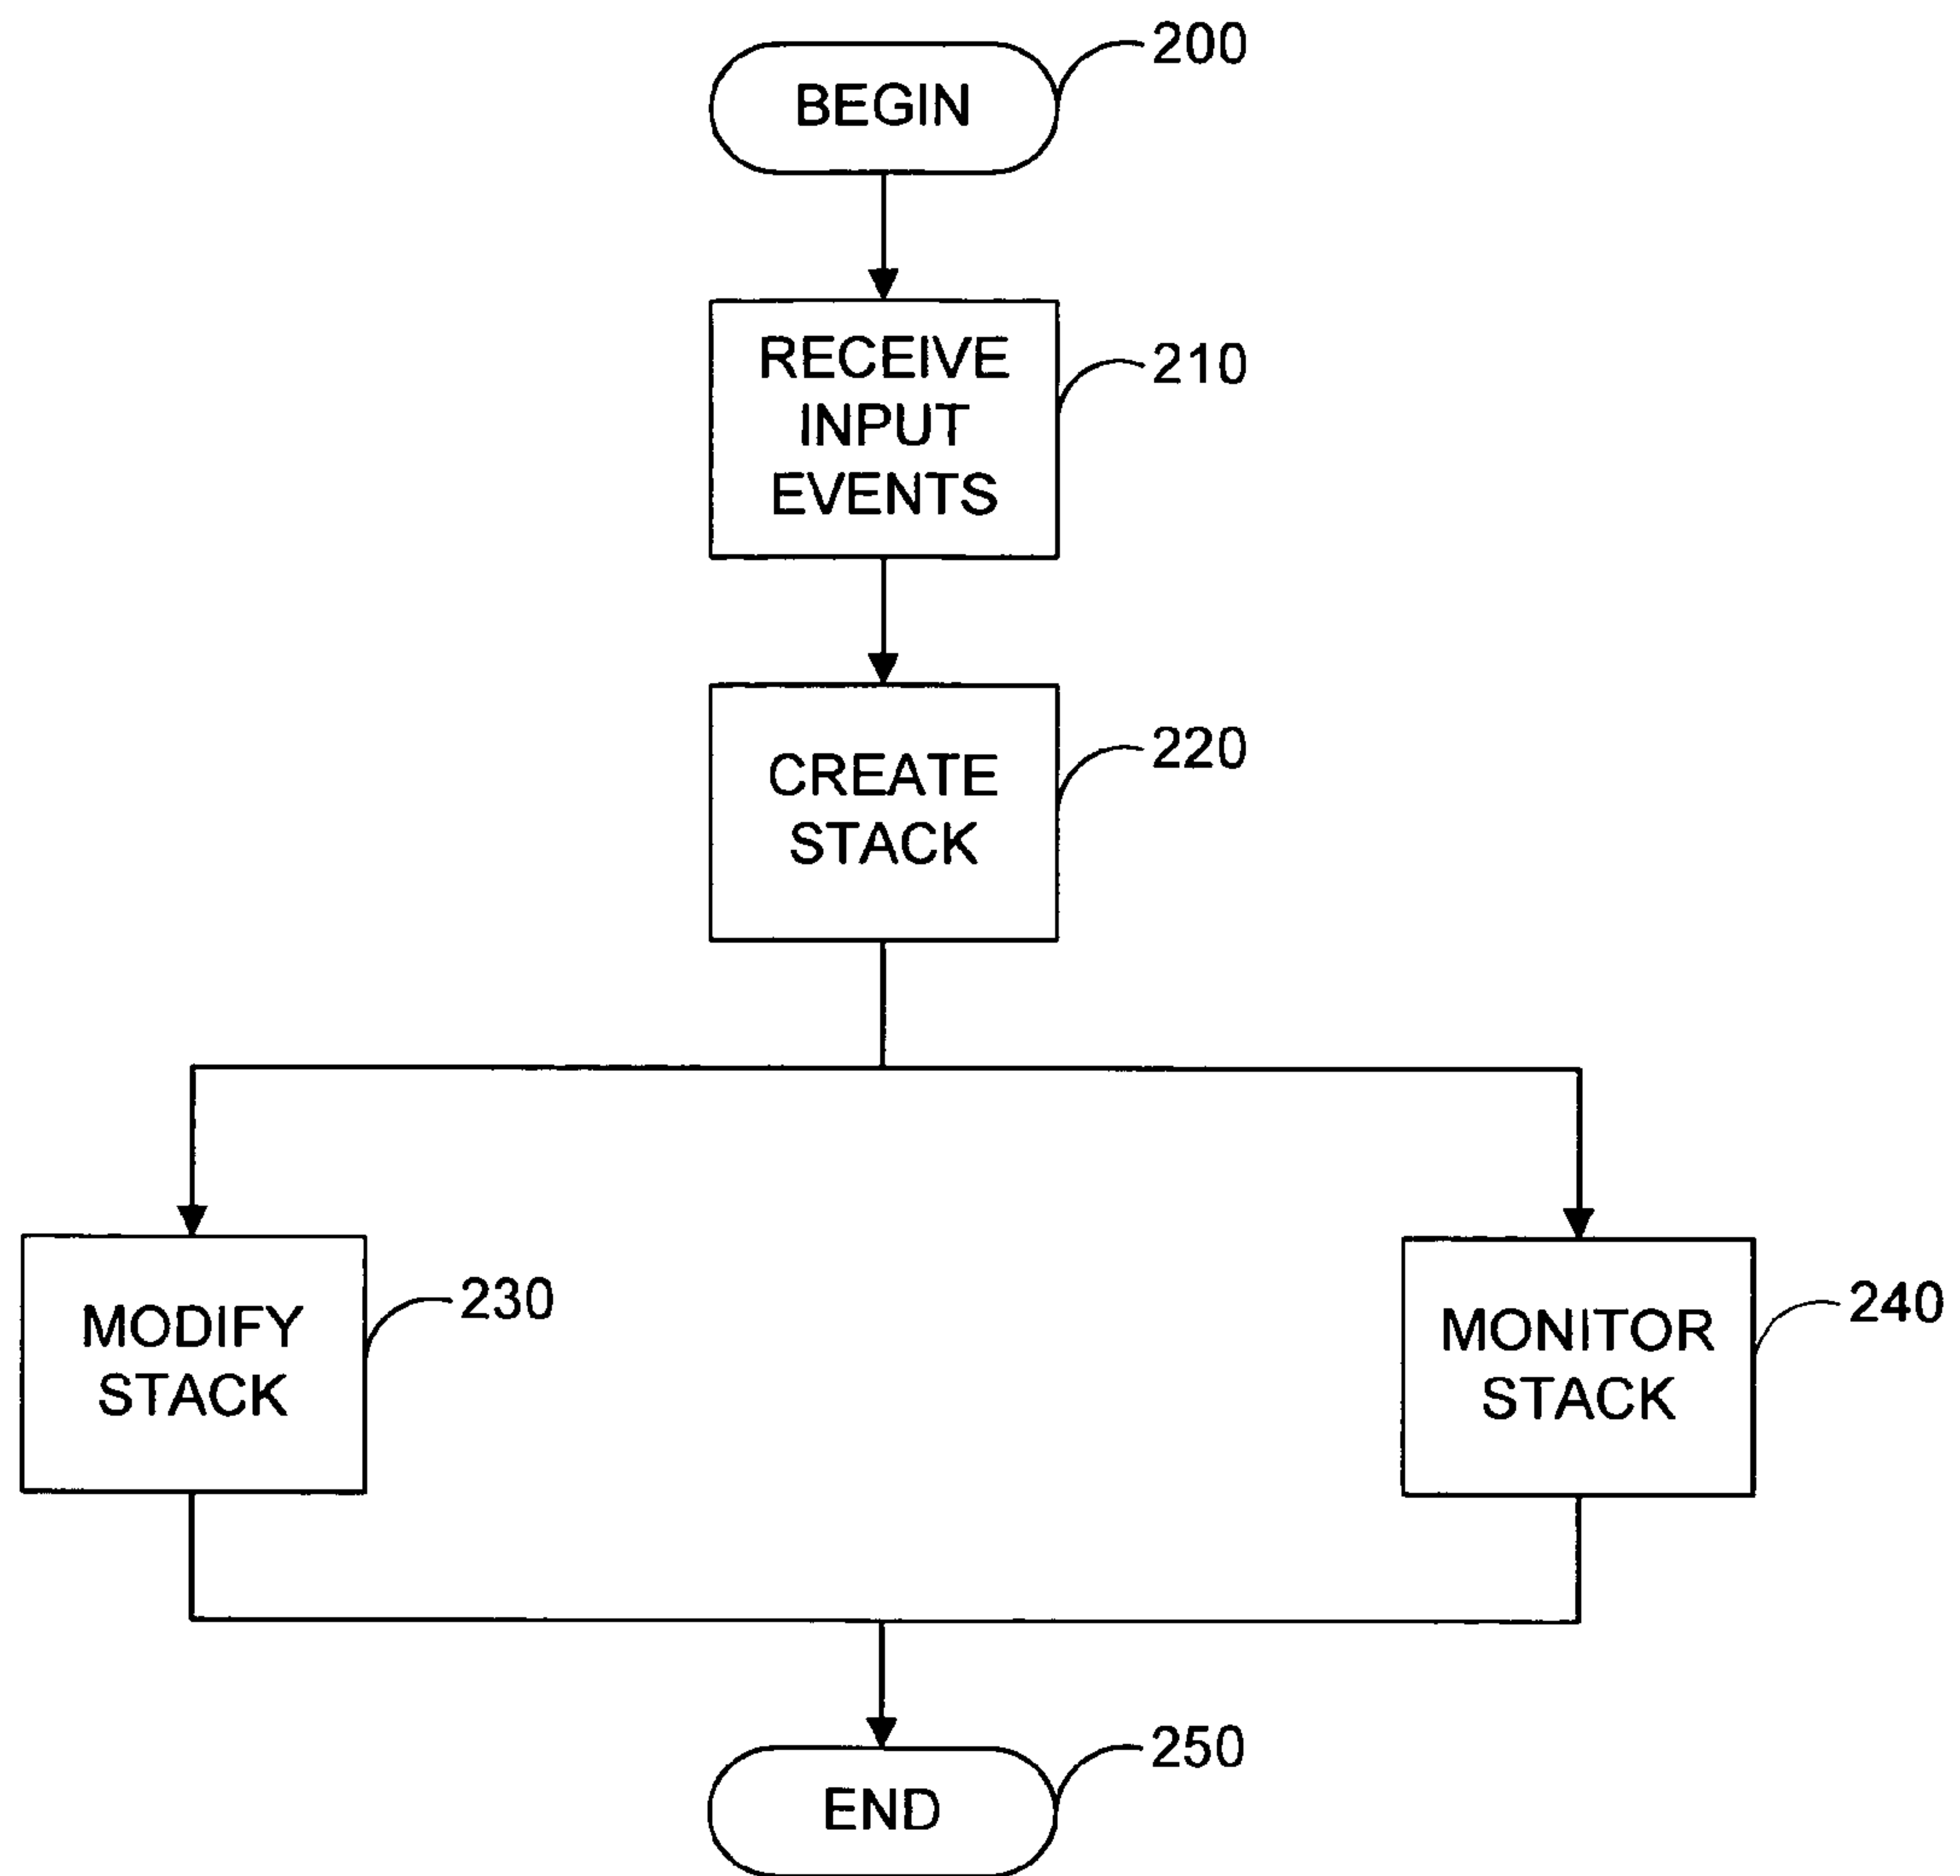 BEGIN
200
RECEIVE
INPUT
EVENTS
210
CREATE
STACK
220
MODIFY
STACK
230
MONITOR
STACK
240
END
250